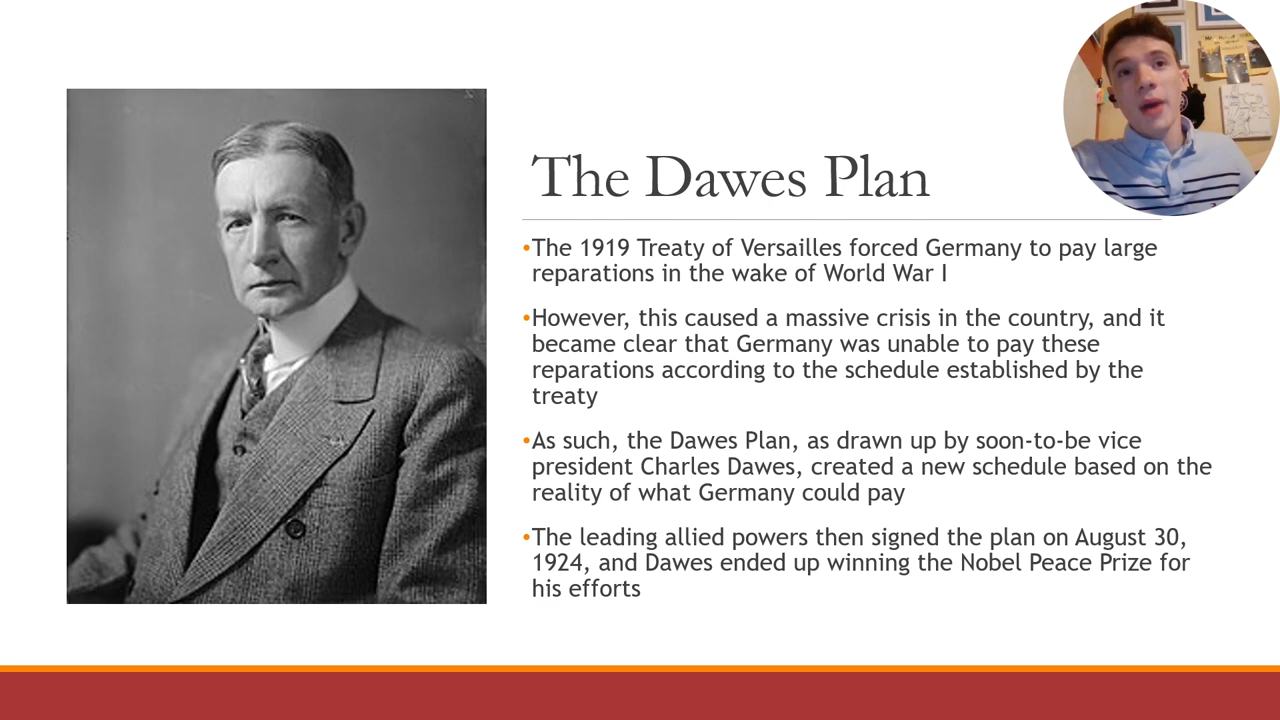 The Dawes Plan
•The 1919 Treaty of Versailles forced Germany to pay large
reparations in the wake of World War I
•However, this caused a massive crisis in the country, and it
became clear that Germany was unable to pay these
reparations according to the schedule established by the
treaty
•As such, the Dawes Plan, as drawn up by soon-to-be vice
president Charles Dawes, created a new schedule based on the
reality of what Germany could pay
•The leading allied powers then signed the plan on August 30,
1924, and Dawes ended up winning the Nobel Peace Prize for
his efforts